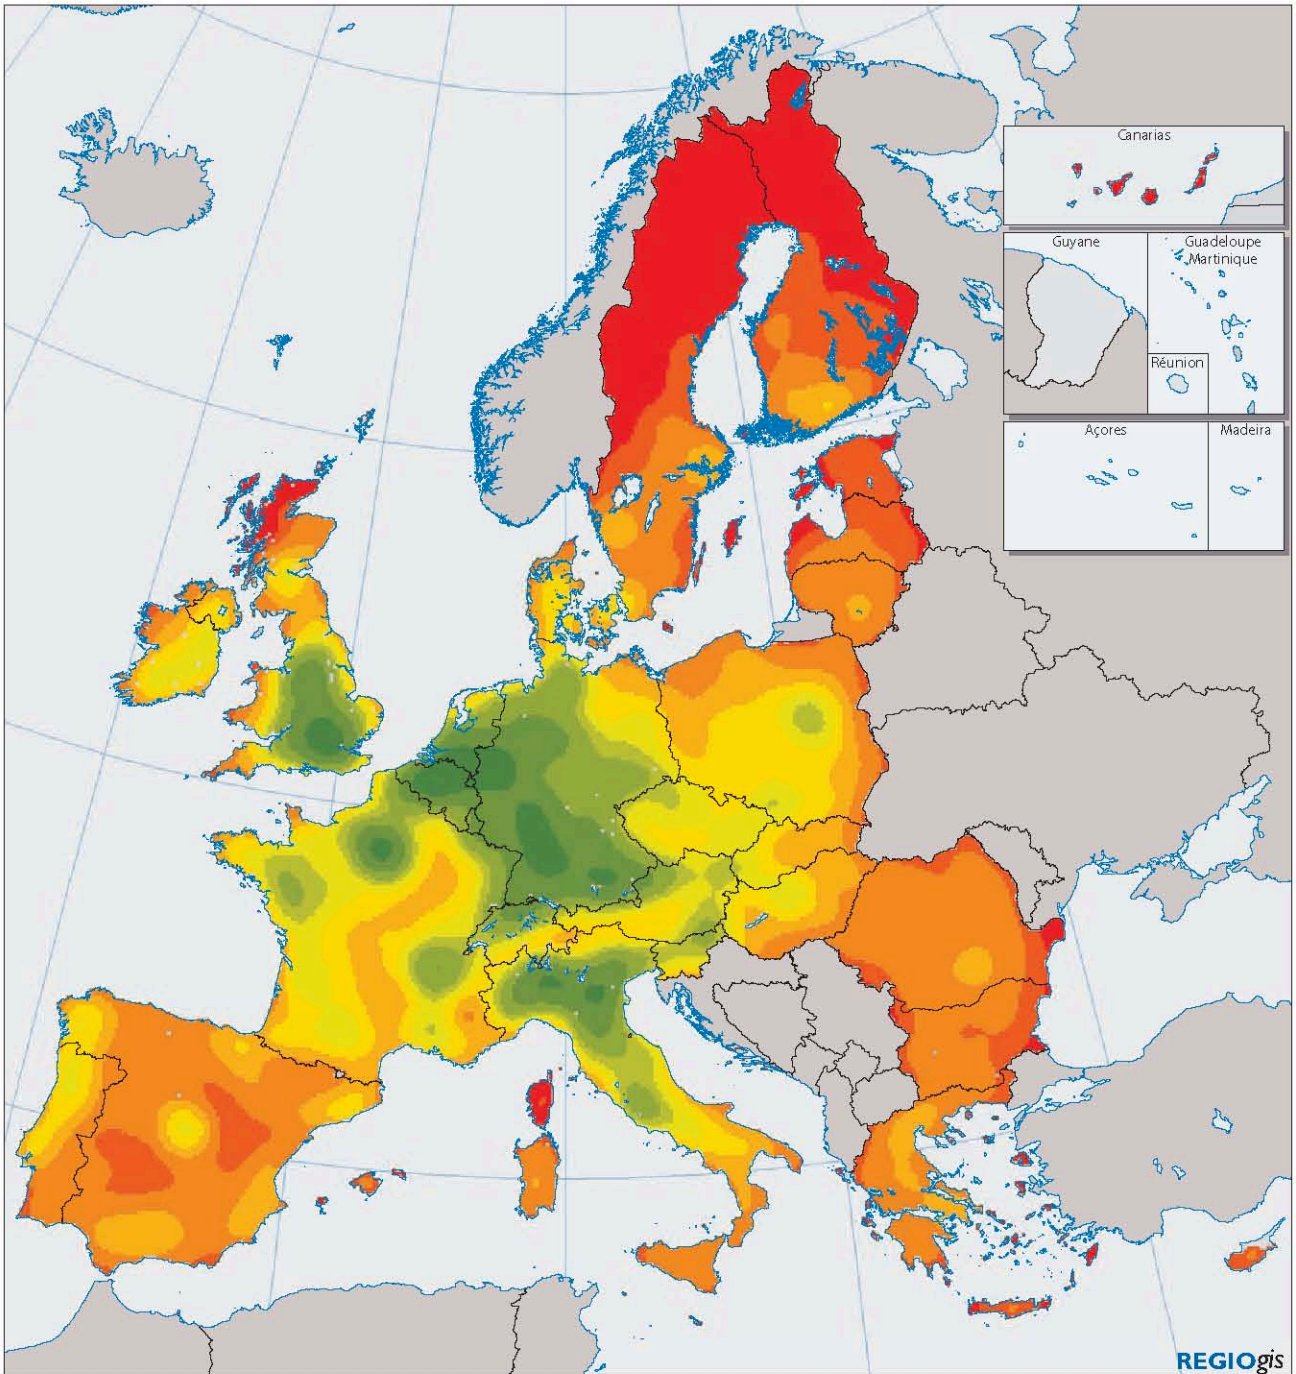 Canarias
Guyane
Guadeloupe
Martinique
Réunion
Açores
Madeira
REGIOgis